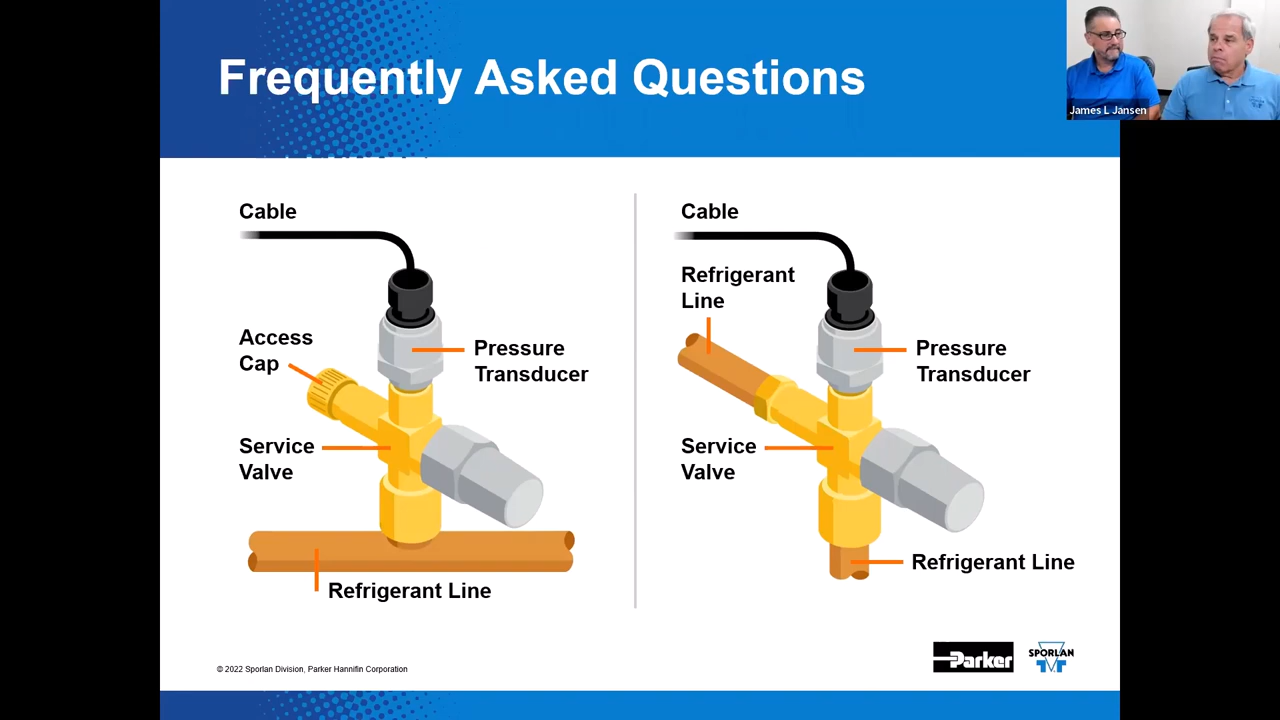 Frequently Asked Questions
James L Jansen
Cable
Access
Cap
Pressure
Transducer
Service
Valve
Refrigerant Line
Cable
Refrigerant
Line
Pressure
Transducer
Service
Valve
Refrigerant Line
© 2022 Sporlan Division, Parker Hannifin Corporation
Parker
SPORLAN